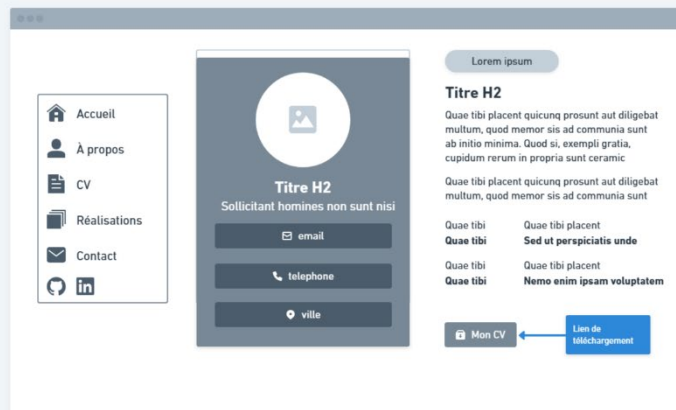 Accueil
À propos
CV
Réalisations
Contact
in
Titre H2
Sollicitant homines non sunt nisi
email
telephone
ville
Lorem ipsum
Titre H2
Quae tibi placent quicunq prosunt aut diligebat
multum, quod memor sis ad communia sunt
ab initio minima. Quod si, exempli gratia,
cupidum rerum in propria sunt ceramic
Quae tibi placent quicunq prosunt aut diligebat
multum, quod memor sis ad communia sunt
Quae tibi Quae tibi placent
Quae tibi Sed ut perspiciatis unde
Quae tibi Quae tibi placent
Quae tibi Nemo enim ipsam voluptatem
Mon CV
Lien de
téléchargement